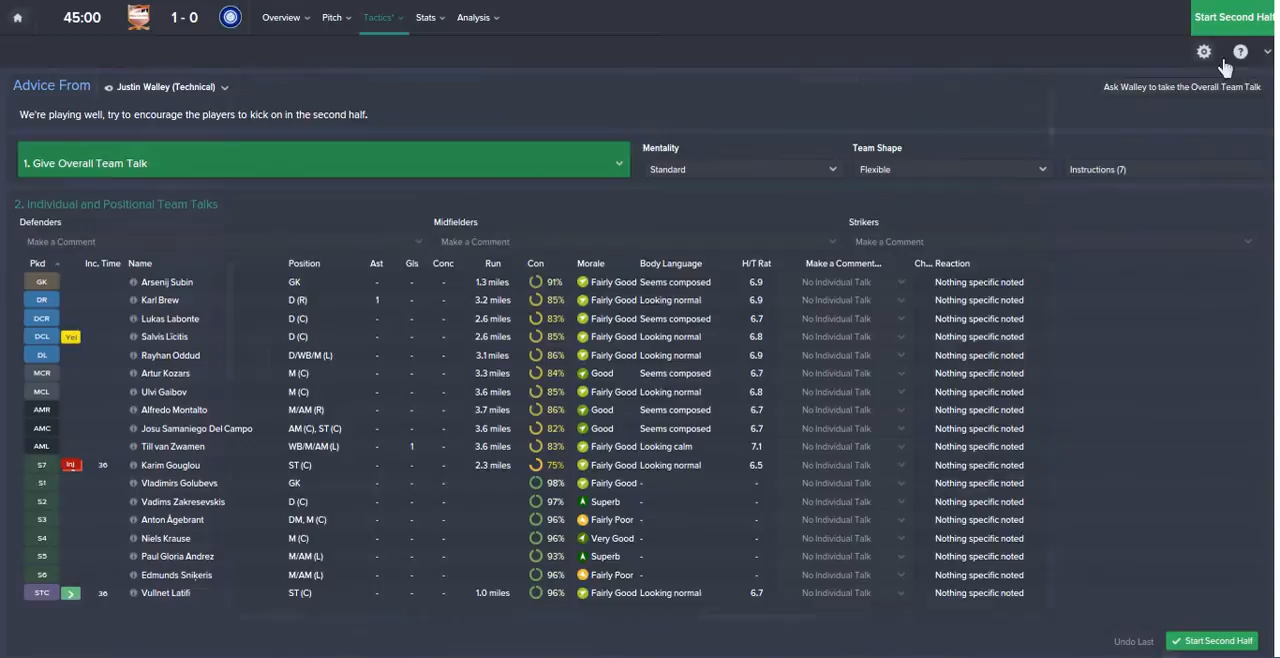 45:00 1 - 0 Overview Pitch Tactics' Stats Analysis Start Second Half
?
Advice From Justin Walley (Technical) Ask Walley to take the Overall Team Talk
We're playing well, try to encourage the players to kick on in the second half.
Mentality Team Shape
1. Give Overall Team Talk Standard Flexible Instructions (7)
2. Individual and Positional Team Talks
Defenders Midfielders Strikers
Make a Comment Make a Comment Make a Comment
Pkd Inc. Time Name Position Ast Gls Conc Run Con Morale Body Language H/T Rat Make a Comment... Ch... Reaction
GK Arsenij Subin GK - - - 1.3 miles 91% Fairly Good Seems composed 6.9 No Individual Talk Nothing specific noted
DR Karl Brew D (R) 1 - - 3.2 miles 85% Fairly Good Looking normal 6.9 No Individual Talk Nothing specific noted
DCR Lukas Labonte D (C) - - - 2.6 miles 83% Fairly Good Seems composed 6.7 No Individual Talk Nothing specific noted
DCL Yel Salvis Licitis D (C) - - - 2.6 miles 85% Fairly Good Looking normal 6.8 No Individual Talk Nothing specific noted
DL Rayhan Oddud D/WB/M (L) - - - 3.1 miles 86% Fairly Good Looking normal 6.9 No Individual Talk Nothing specific noted
MCR Artur Kozars M (C) - - - 3.3 miles 84% Good Seems composed 6.7 No Individual Talk Nothing specific noted
MCL Ulvi Gaibov M (C) - - - 3.6 miles 85% Fairly Good Looking normal 6.8 No Individual Talk Nothing specific noted
AMR Alfredo Montalto M/AM (R) - - - 3.7 miles 86% Good Seems composed 6.7 No Individual Talk Nothing specific noted
AMC Josu Samaniego Del Campo AM (C), ST (C) - - - 3.6 miles 82% Good Seems composed 6.7 No Individual Talk Nothing specific noted
AML Till van Zwamen WB/M/AM (L) - 1 - 3.6 miles 83% Fairly Good Looking calm 7.1 No Individual Talk Nothing specific noted
S7 Inj 36 Karim Gouglou ST (C) - - - 2.3 miles 75% Fairly Good Looking normal 6.5 No Individual Talk Nothing specific noted
S1 Vladimirs Golubevs GK - - - 98% Fairly Good - - No Individual Talk Nothing specific noted
S2 Vadims Zakresevskis D (C) - - - 97% Superb - - No Individual Talk Nothing specific noted
S3 Anton Ågebrant DM, M (C) - - - 96% Fairly Poor - - No Individual Talk Nothing specific noted
S4 Niels Krause M (C) - - - 96% Very Good - - No Individual Talk Nothing specific noted
S5 Paul Gloria Andrez M/AM (L) - - - 93% Superb - - No Individual Talk Nothing specific noted
S6 Edmunds Sņikeris M/AM (L) - - - 96% Fairly Poor - - No Individual Talk Nothing specific noted
STC 36 Vullnet Latifi ST (C) - - - 1.0 miles 96% Fairly Good Looking normal 6.7 No Individual Talk Nothing specific noted
Undo Last Start Second Half